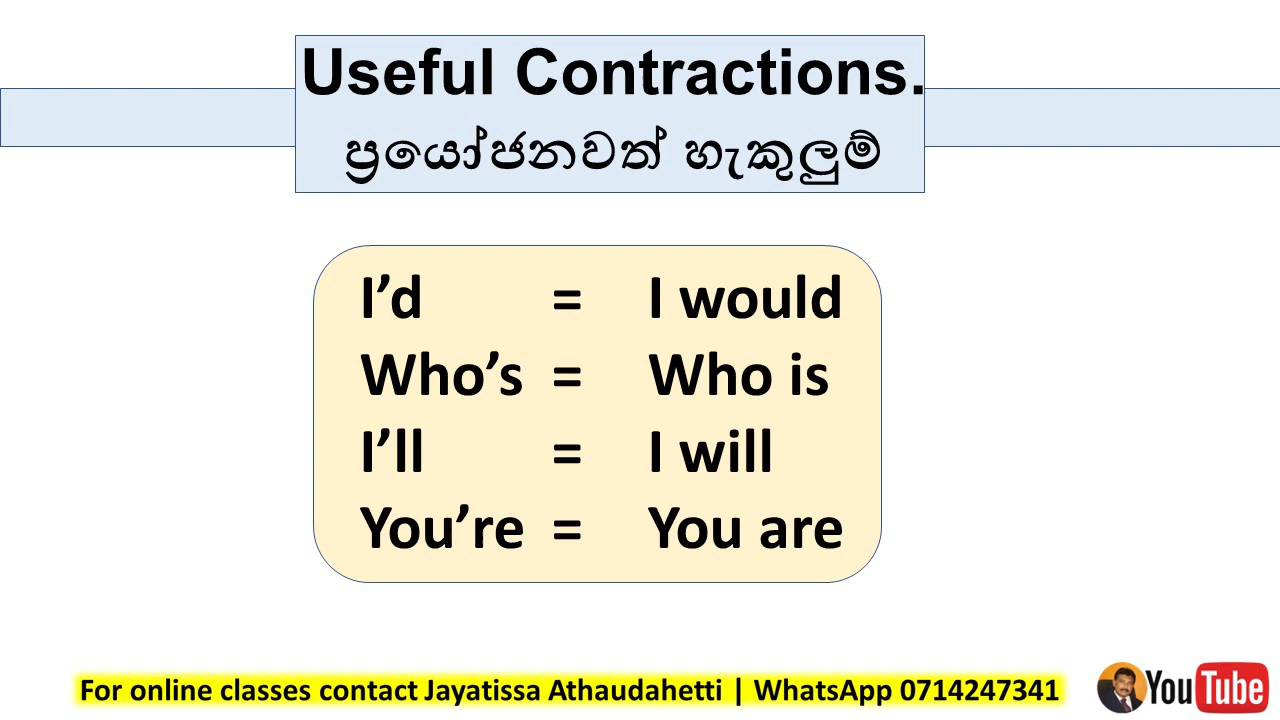 Useful Contractions.
ප්‍රයෝජනවත් හැකුලුම්
I’d = I would
Who’s = Who is
I’ll = I will
You’re = You are
For online classes contact Jayatissa Athaudahetti | WhatsApp 0714247341
YouTube